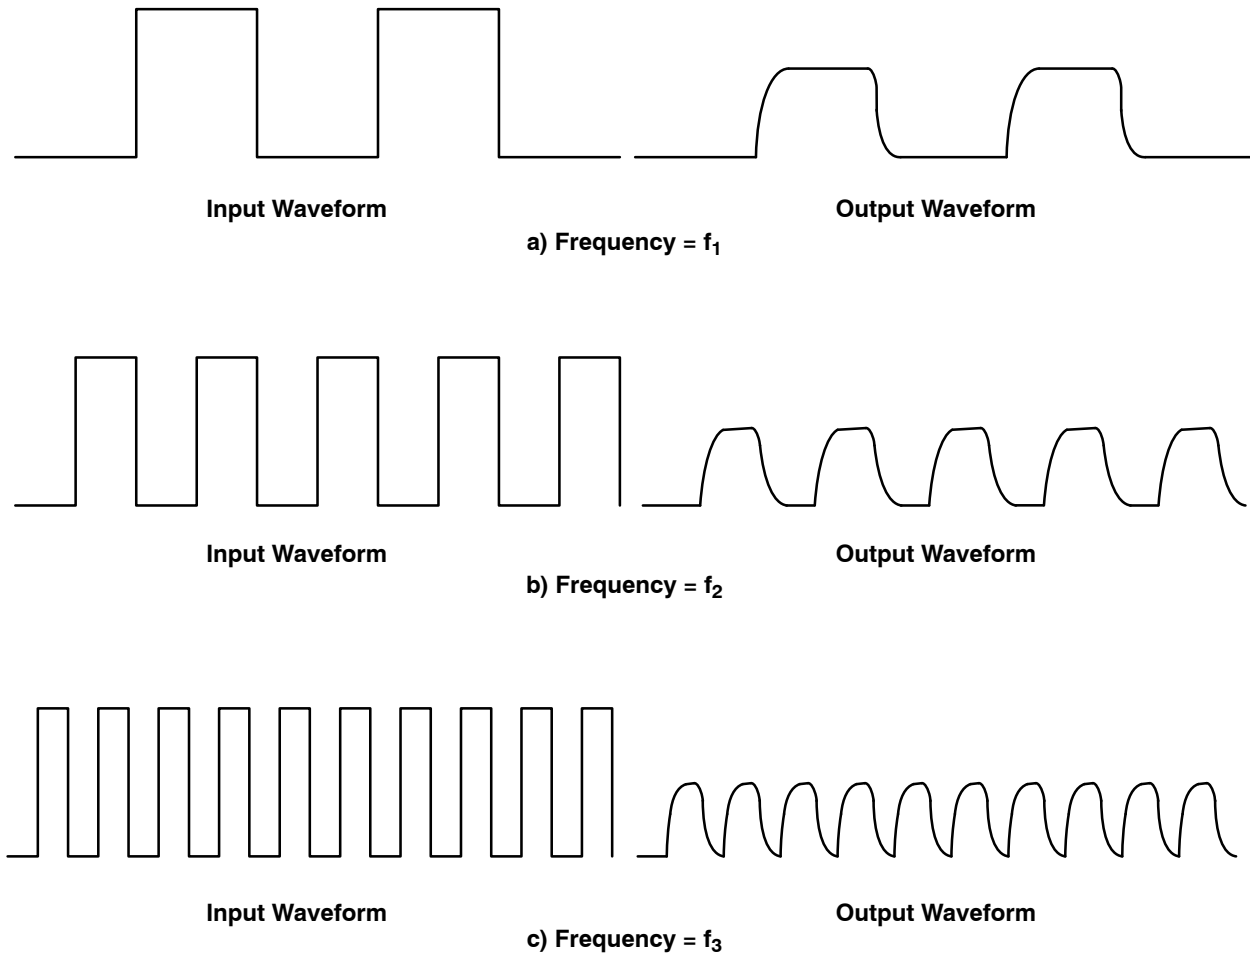 Input Waveform
Output Waveform
a) Frequency = f1
Input Waveform
Output Waveform
b) Frequency = f2
Input Waveform
Output Waveform
c) Frequency = f3